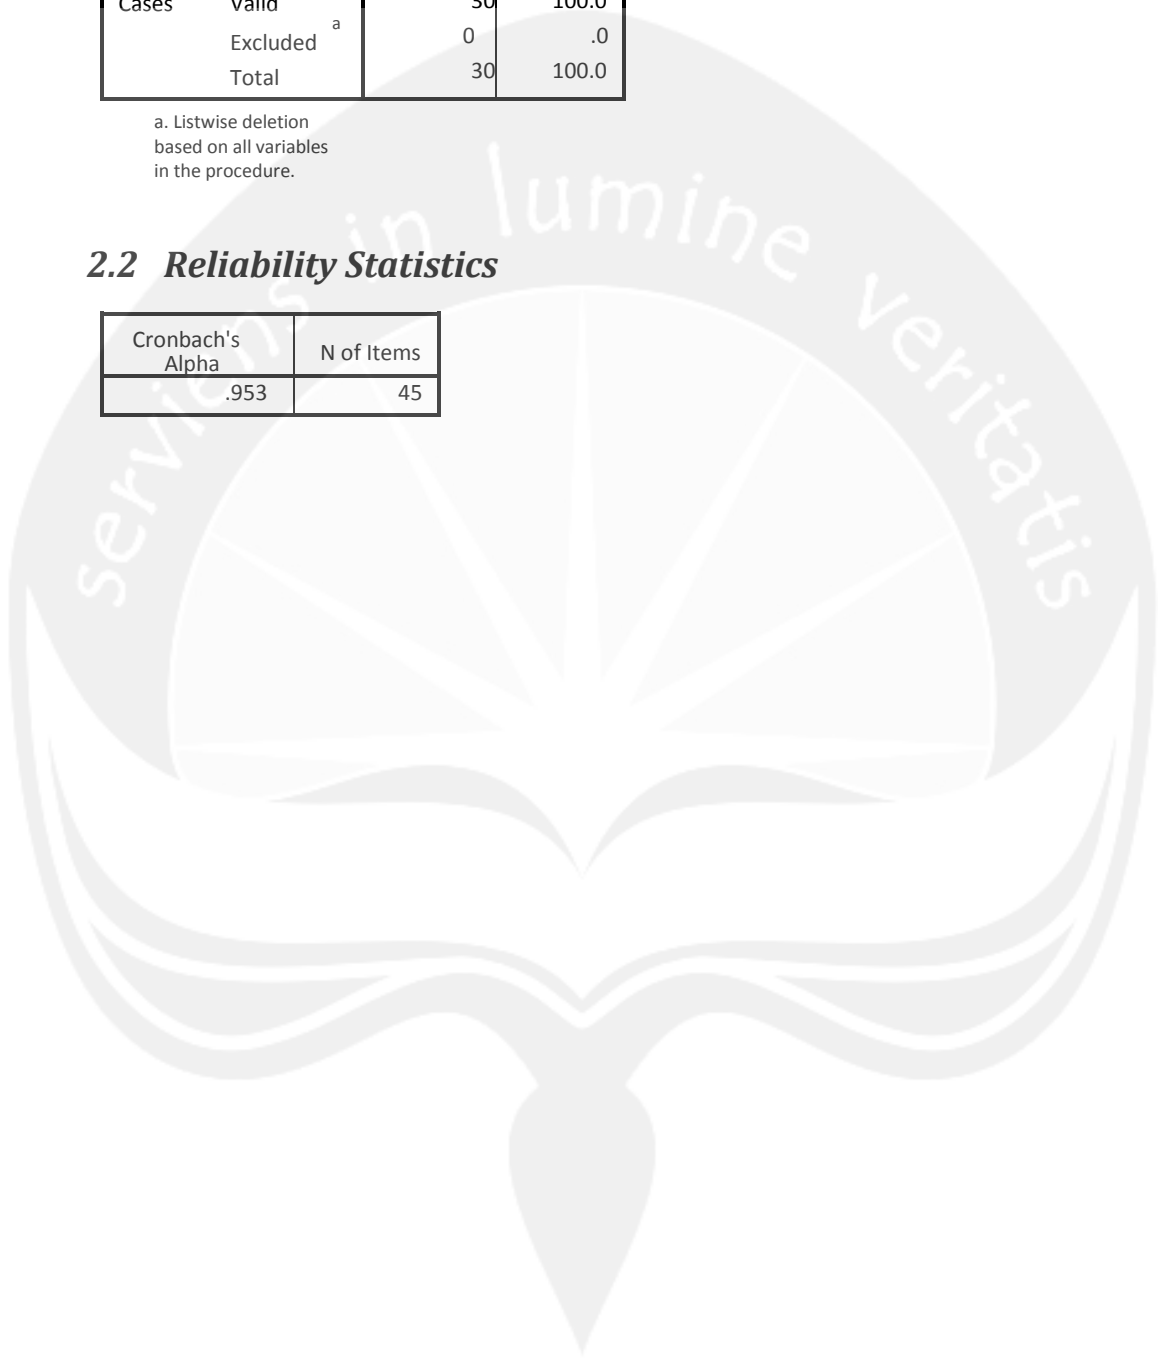 Cases Valid 30 100.0
Excluded a 0 .0
Total 30 100.0
a. Listwise deletion
based on all variables
in the procedure.
serviens in lumine veritatis
2.2 Reliability Statistics
Cronbach's
Alpha
N of Items
.953 45